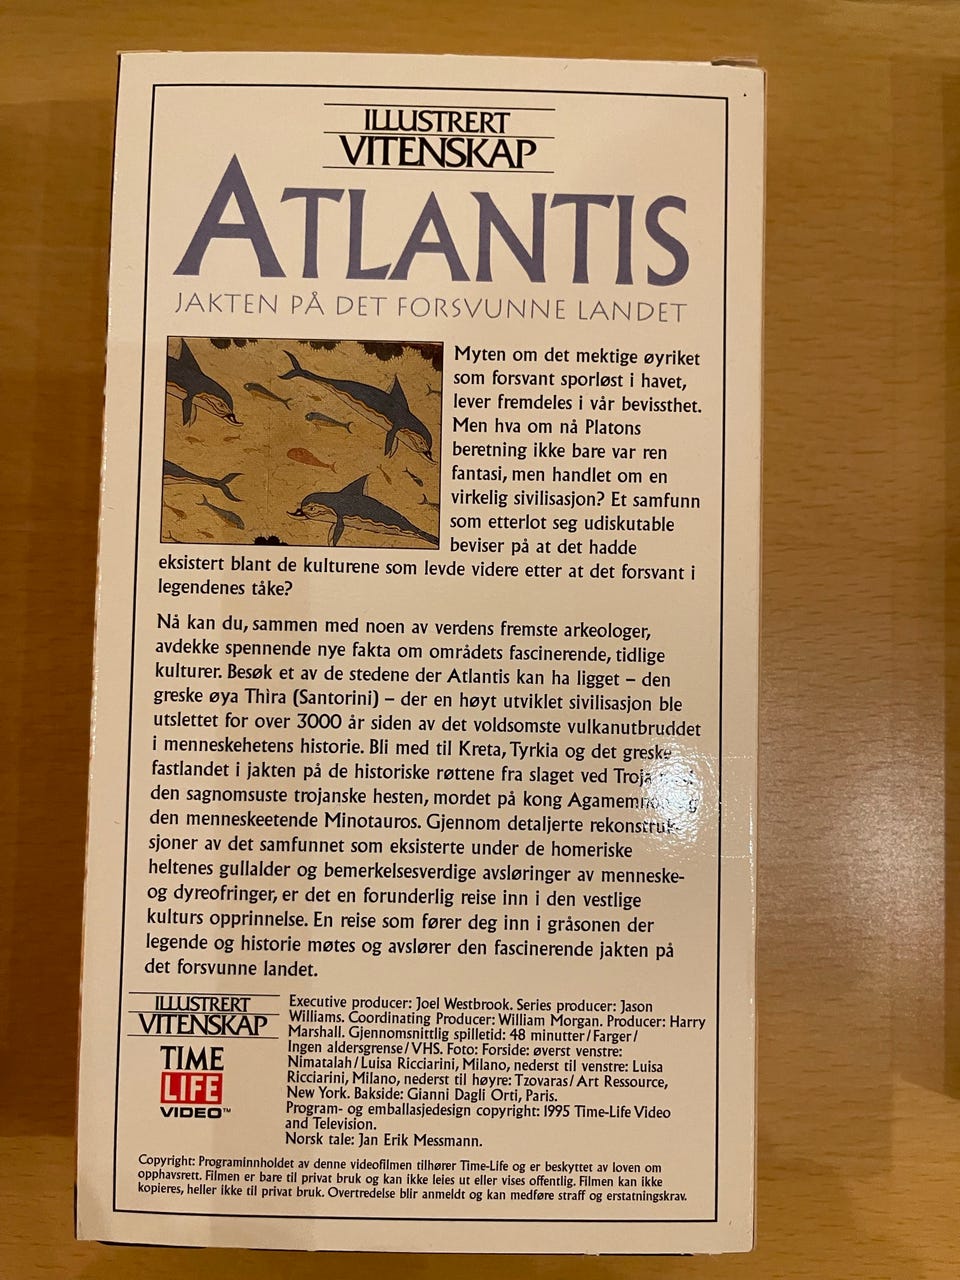 ILLUSTRERT
VITENSKAP
ATLANTIS
JAKTEN PÅ DET FORSVUNNE LANDET
Myten om det mektige øyriket
som forsvant sporløst i havet,
lever fremdeles i vår bevissthet.
Men hva om nå Platons
beretning ikke bare var ren
fantasi, men handlet om en
virkelig sivilisasjon? Et samfunn
som etterlot seg udiskutable
beviser på at det hadde
eksistert blant de kulturene som levde videre etter at det forsvant i
legendenes tåke?
Nå kan du, sammen med noen av verdens fremste arkeologer,
avdekke spennende nye fakta om områdets fascinerende, tidlige
kulturer. Besøk et av de stedene der Atlantis kan ha ligget – den
greske øya Thìra (Santorini) – der en høyt utviklet sivilisasjon ble
utslettet for over 3000 år siden av det voldsomste vulkanutbruddet
i menneskehetens historie. Bli med til Kreta, Tyrkia og det greske
fastlandet i jakten på de historiske røttene fra slaget ved Troja
den sagnomsuste trojanske hesten, mordet på kong Agamemnon og
den menneskeetende Minotauros. Gjennom detaljerte rekonstruk-
sjoner av det samfunnet som eksisterte under de homeriske
heltenes gullalder og bemerkelsesverdige avsløringer av menneske-
og dyreofringer, er det en forunderlig reise inn i den vestlige
kulturs opprinnelse. En reise som fører deg inn i gråsonen der
legende og historie møtes og avslører den fascinerende jakten på
det forsvunne landet.
ILLUSTRERT
VITENSKAP
TIME
LIFE
VIDEO™
Executive producer: Joel Westbrook. Series producer: Jason
Williams. Coordinating Producer: William Morgan. Producer: Harry
Marshall. Gjennomsnittlig spilletid: 48 minutter/Farger/
Ingen aldersgrense/VHS. Foto: Forside: øverst venstre:
Nimatalah/Luisa Ricciarini, Milano, nederst til venstre: Luisa
Ricciarini, Milano, nederst til høyre: Tzovaras/Art Ressource,
New York. Bakside: Gianni Dagli Orti, Paris.
Program- og emballasjedesign copyright: 1995 Time-Life Video
and Television.
Norsk tale: Jan Erik Messmann.
Copyright: Programinnholdet av denne videofilmen tilhører Time-Life og er beskyttet av loven om
opphavsrett. Filmen er bare til privat bruk og kan ikke leies ut eller vises offentlig. Filmen kan ikke
kopieres, heller ikke til privat bruk. Overtredelse blir anmeldt og kan medføre straff og erstatningskrav.